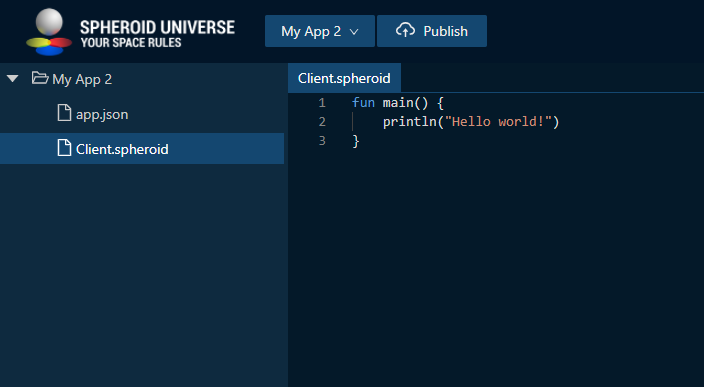 SPHEROID UNIVERSE
YOUR SPACE RULES
My App 2
Publish
My App 2
app.json
Client.spheroid
Client.spheroid
1 fun main() {
2     println("Hello world!")
3 }